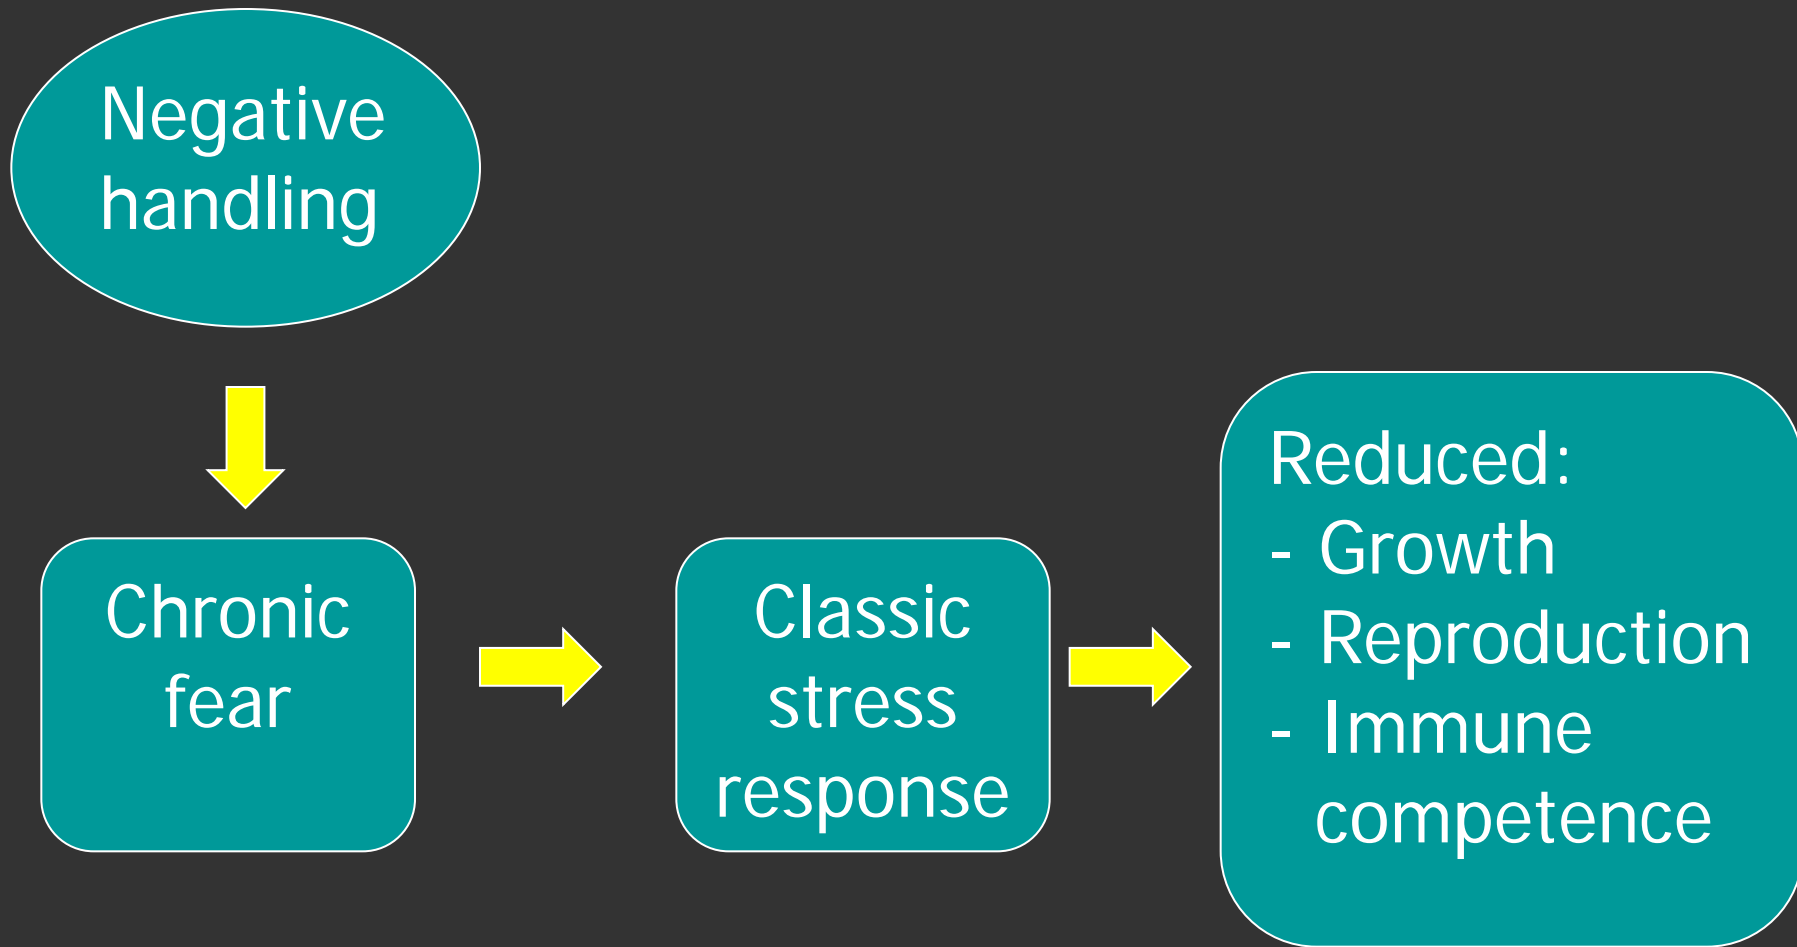 Negative
handling
Chronic
fear
Classic
stress
response
Reduced:
- Growth
- Reproduction
- Immune
competence